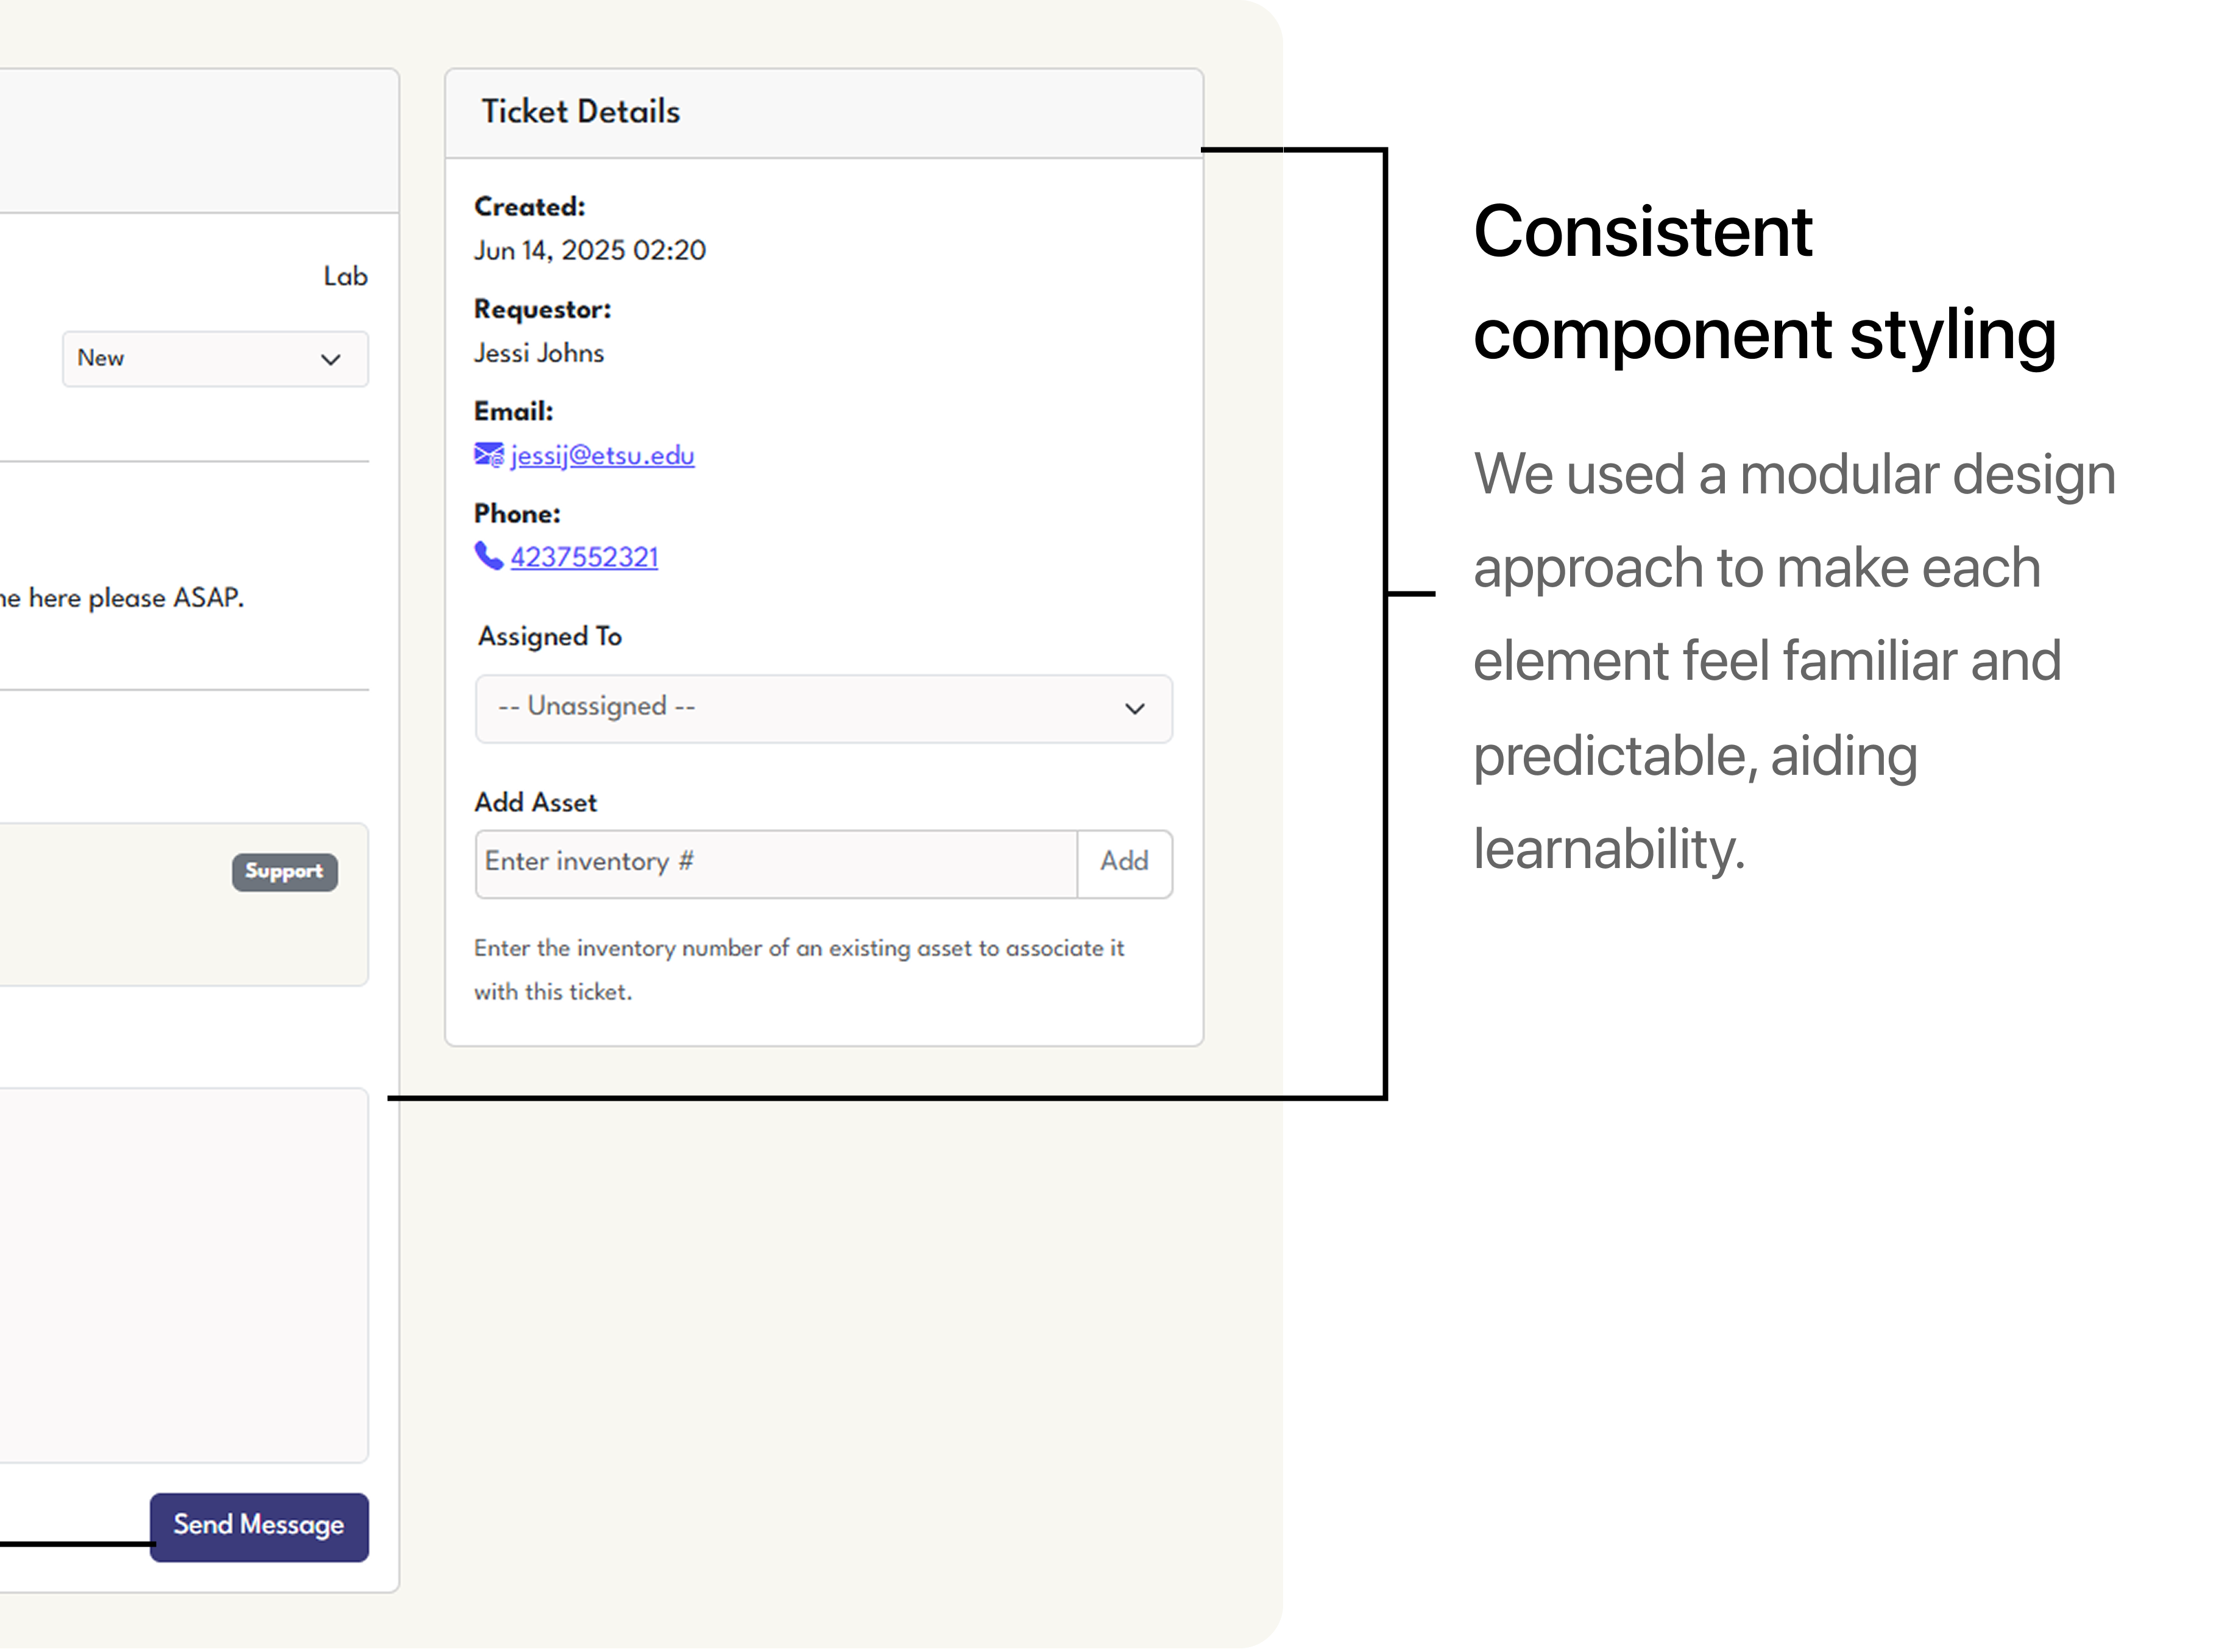 Lab
New
here please ASAP.
Support
Send Message
Ticket Details
Created:
Jun 14, 2025 02:20
Requestor:
Jessi Johns
Email:
jessij@etsu.edu
Phone:
4237552321
Assigned To
-- Unassigned --
Add Asset
Enter inventory # Add
Enter the inventory number of an existing asset to associate it
with this ticket.
Consistent
component styling
We used a modular design
approach to make each
element feel familiar and
predictable, aiding
learnability.